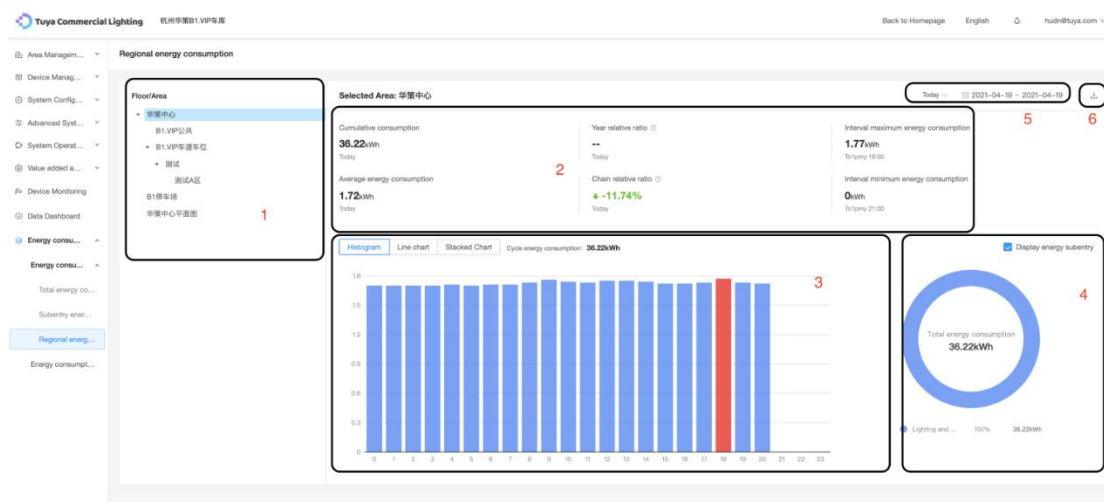 Tuya Commercial Lighting 杭州华策B1.VIP车库 Back to Homepage English hudn@tuya.com
Area Managem...
Device Manag...
System Config...
Advanced Syst...
System Operat...
Value added a...
Device Monitoring
Data Dashboard
Energy consu...
Energy consu...
Total energy co...
Subentry ener...
Regional energ...
Energy consumpt...
Regional energy consumption
Floor/Area
华策中心
B1.VIP公共
B1.VIP车道车位
测试
测试A区
B1停车场
华策中心平面图
1
Selected Area: 华策中心
Today 2021-04-19 ~ 2021-04-19
5
6
Cumulative consumption
36.22kWh
Today
Year relative ratio
--
Today
Interval maximum energy consumption
1.77kWh
To1pmy 18:00
2
Average energy consumption
1.72kWh
Today
Chain relative ratio
-11.74%
Today
Interval minimum energy consumption
0kWh
To1pmy 21:00
Histogram Line chart Stacked Chart Cycle energy consumption: 36.22kWh
3
1.8
1.5
1.2
0.9
0.6
0.3
0
0 1 2 3 4 5 6 7 8 9 10 11 12 13 14 15 16 17 18 19 20 21 22 23
Display energy subentry
4
Total energy consumption
36.22kWh
Lighting and ... 100% 36.22kWh